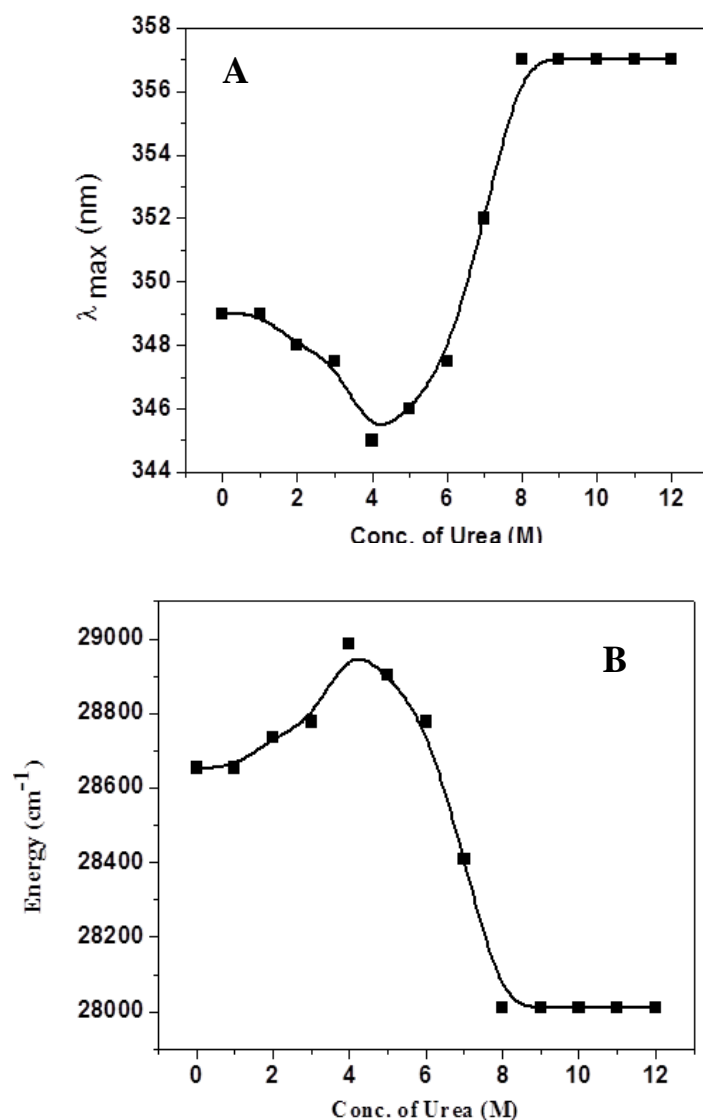 A
358
356
354
352
350
348
346
344
λ max (nm)
0 2 4 6 8 10 12
Conc. of Urea (M)
B
29000
28800
28600
28400
28200
28000
Energy (cm⁻¹)
0 2 4 6 8 10 12
Conc. of Urea (M)